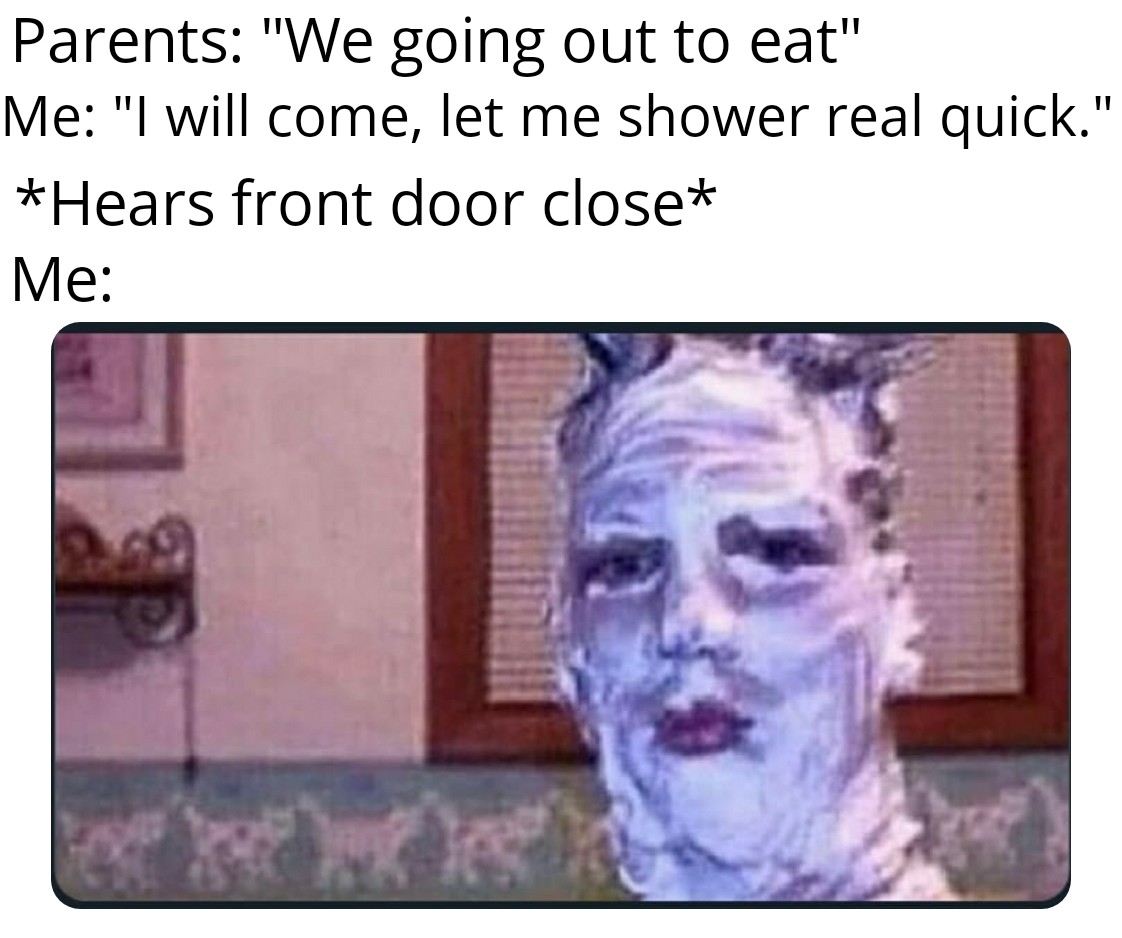 Parents: "We going out to eat"
Me: "I will come, let me shower real quick."
*Hears front door close*
Me: